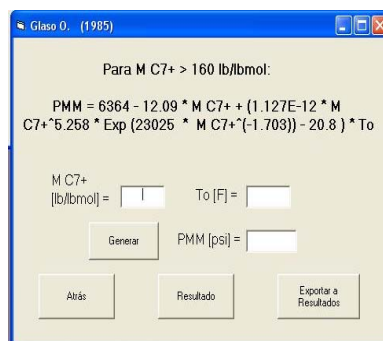 Glaso O. (1985)
Para M C7+ > 160 lb/lbmol:
PMM = 6364 - 12.09 * M C7+ + (1.127E-12 * M
C7+^5.258 * Exp (23025 * M C7+^(-1.703)) - 20.8 ) * To
M C7+
[lb/lbmol] =
To [F] =
Generar
PMM [psi] =
Atrás
Resultado
Exportar a
Resultados